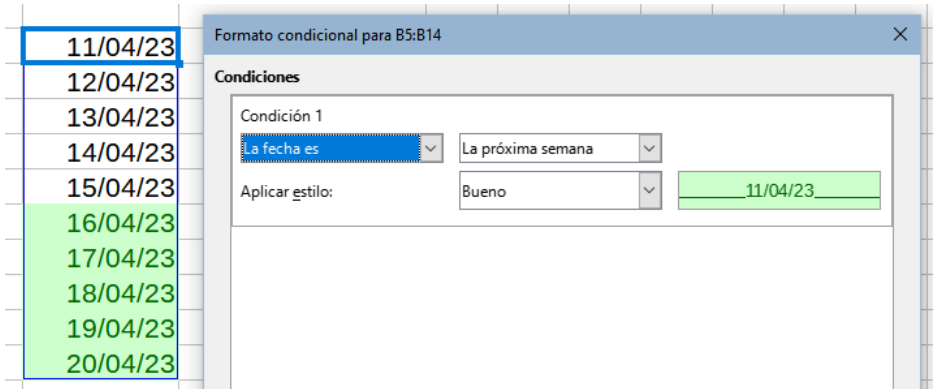 11/04/23
12/04/23
13/04/23
14/04/23
15/04/23
16/04/23
17/04/23
18/04/23
19/04/23
20/04/23
Formato condicional para B5:B14
Condiciones
Condición 1
La fecha es La próxima semana
Aplicar estilo: Bueno 11/04/23